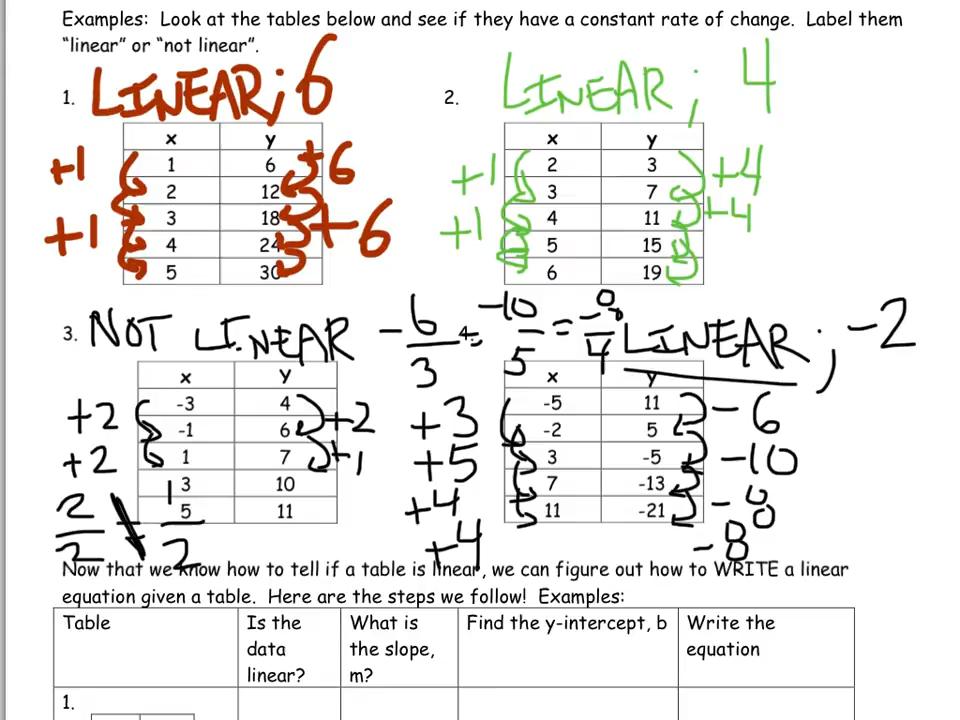 Examples: Look at the tables below and see if they have a constant rate of change. Label them
“linear” or “not linear”.
1. LINEAR; 6
x y
1 6
2 12
3 18
4 24
5 30
+1 +6
+1 +6
2. LINEAR; 4
x y
2 3
3 7
4 11
5 15
6 19
+1 +4
+1 +4
3. NOT LINEAR
x y
-3 4
-1 6
1 7
3 10
5 11
+2 +2
+2 +1
2/2 ≠ 1/2
4. LINEAR; -2
-6/3 = -10/5 = -8/4
x y
-5 11
-2 5
3 -5
7 -13
11 -21
+3 -6
+5 -10
+4 -8
+4 -8
Now that we know how to tell if a table is linear, we can figure out how to WRITE a linear
equation given a table. Here are the steps we follow! Examples:
Table Is the data linear? What is the slope, m? Find the y-intercept, b Write the equation
1.